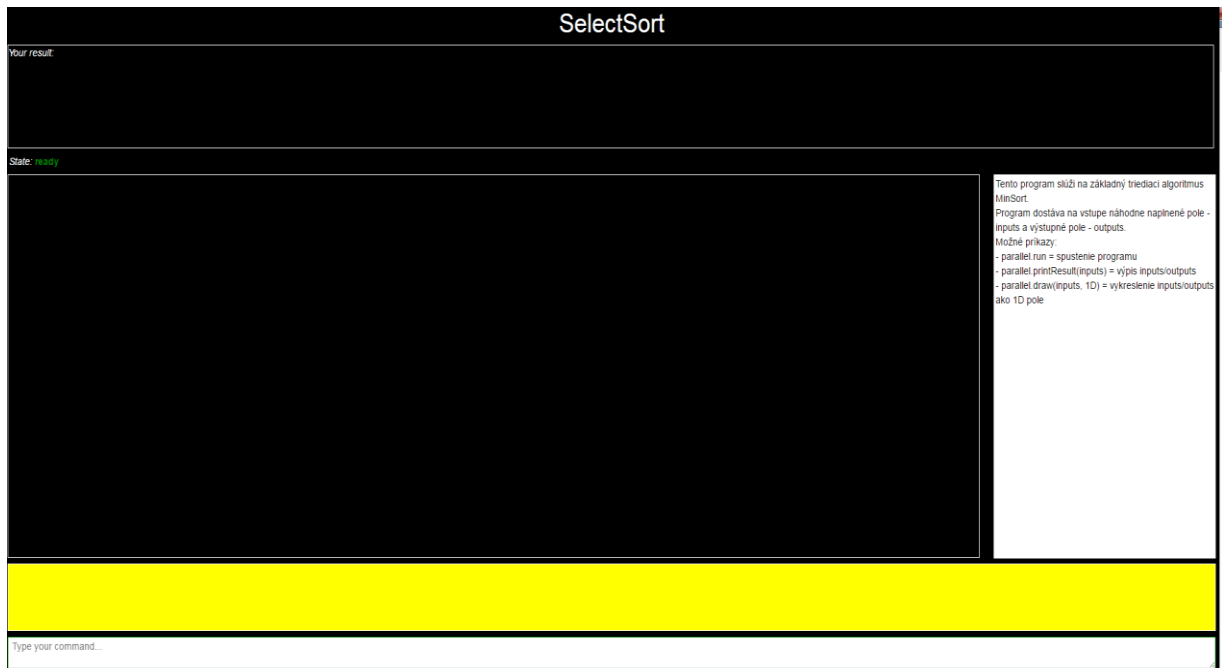 SelectSort
Your result:
State: ready
Tento program slúži na základný triediaci algoritmus
MinSort.
Program dostáva na vstupe náhodne naplnené pole -
inputs a výstupné pole - outputs.
Možné príkazy:
- parallel.run = spustenie programu
- parallel.printResult(inputs) = výpis inputs/outputs
- parallel.draw(inputs, 1D) = vykreslenie inputs/outputs
ako 1D pole
Type your command...